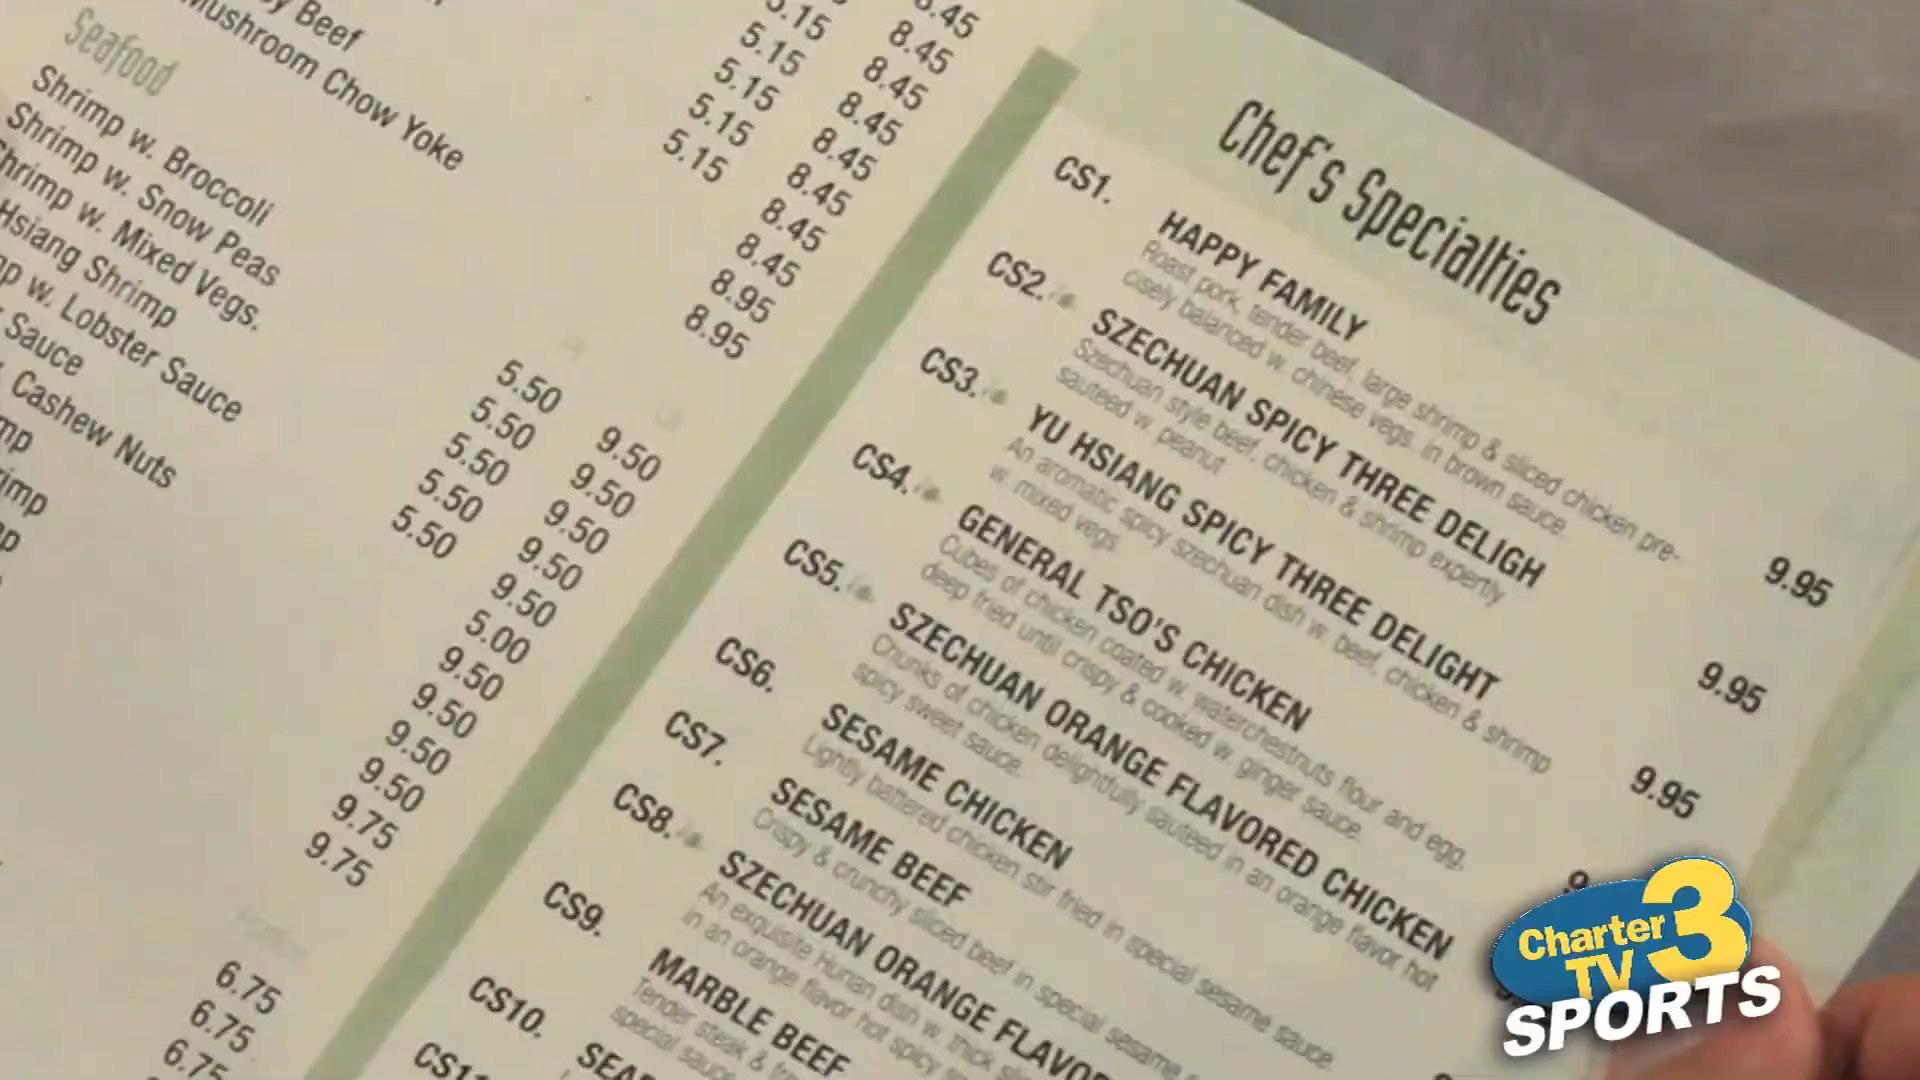 Beef
Mushroom Chow Yoke
5.15
5.15
5.15
5.15
5.15
8.45
8.45
8.45
8.45
8.45
8.45
8.45
8.45
8.95
8.95
Seafood
Shrimp w. Broccoli
Shrimp w. Snow Peas
Shrimp w. Mixed Vegs.
Hsiang Shrimp
w. Lobster Sauce
Sauce
Cashew Nuts
5.50 9.50
5.50 9.50
5.50 9.50
5.50 9.50
5.50 9.50
5.00
9.50
9.50
9.50
9.50
9.75
9.75
6.75
6.75
6.75
Chef's Specialties
CS1. HAPPY FAMILY 9.95
Roast pork, tender beef, large shrimp & sliced chicken pre-
cisely balanced w. chinese vegs. in brown sauce.
CS2. SZECHUAN SPICY THREE DELIGH 9.95
Szechuan style beef, chicken & shrimp expertly
sauteed w. peanut
CS3. YU HSIANG SPICY THREE DELIGHT 9.95
An aromatic spicy szechuan dish w. beef, chicken & shrimp
w. mixed vegs.
CS4. GENERAL TSO'S CHICKEN
Cubes of chicken coated w. waterchestnuts flour and egg,
deep fried until crispy & cooked w. ginger sauce.
CS5. SZECHUAN ORANGE FLAVORED CHICKEN
Chunks of chicken delightfully sauteed in an orange flavor hot
spicy sweet sauce.
CS6. SESAME CHICKEN
Lightly battered chicken stir fried in special sesame sauce.
CS7. SESAME BEEF
Crispy & crunchy sliced beef in special sesame
CS8. SZECHUAN ORANGE FLAVOR
An exquisite Hunan dish w. thick
in an orange flavor hot spicy
CS9. MARBLE BEEF
Tender steak &
special sauce
CS10.
CS11
Charter
TV 3
SPORTS